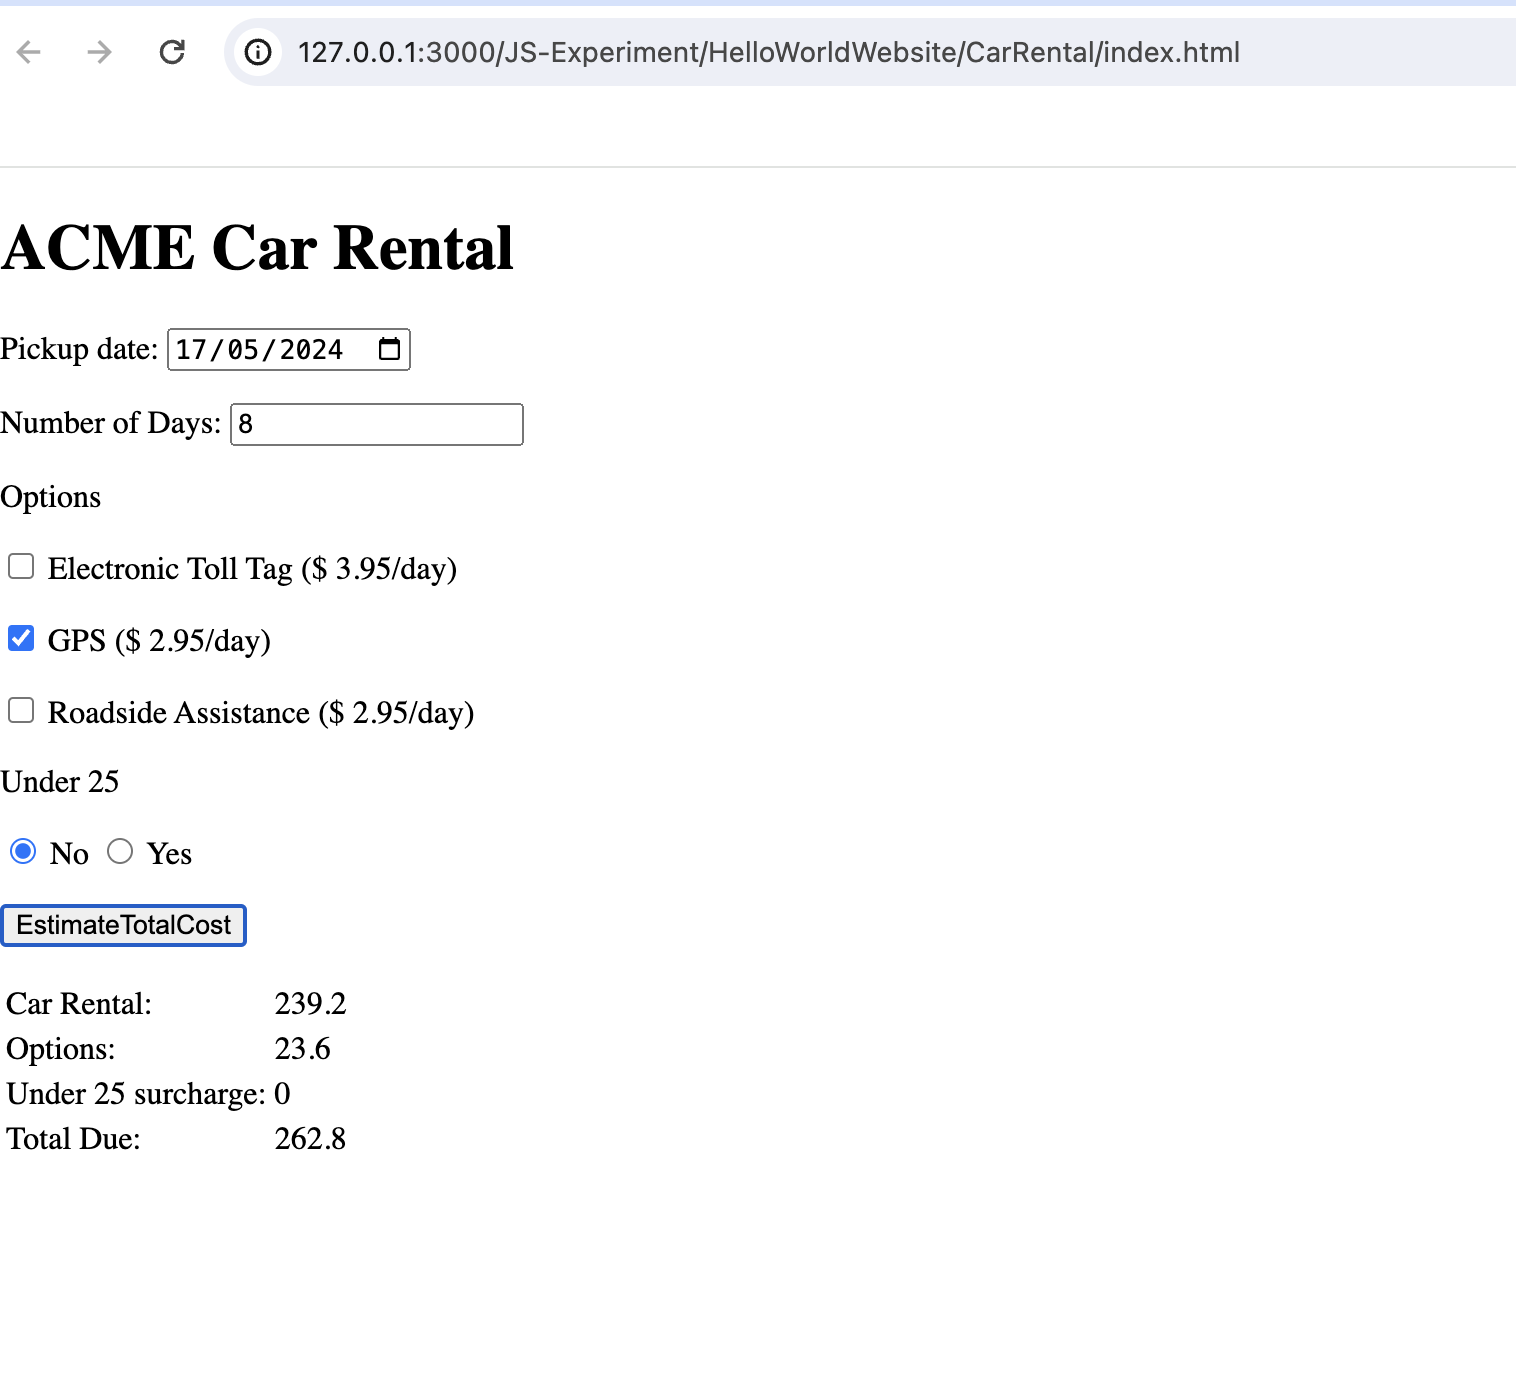 127.0.0.1:3000/JS-Experiment/HelloWorldWebsite/CarRental/index.html
ACME Car Rental
Pickup date: 17/05/2024
Number of Days: 8
Options
Electronic Toll Tag ($ 3.95/day)
GPS ($ 2.95/day)
Roadside Assistance ($ 2.95/day)
Under 25
No Yes
EstimateTotalCost
Car Rental: 239.2
Options: 23.6
Under 25 surcharge: 0
Total Due: 262.8